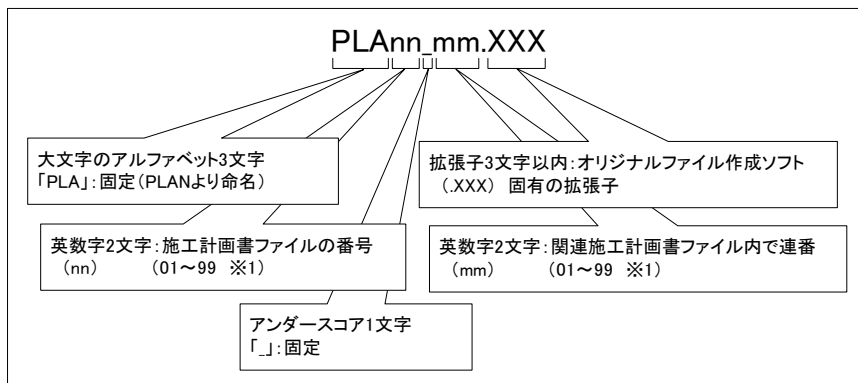 PLAnn_mm.XXX
大文字のアルファベット3文字
「PLA」:固定(PLANより命名)
拡張子3文字以内:オリジナルファイル作成ソフト
(.XXX) 固有の拡張子
英数字2文字:施工計画書ファイルの番号
(nn) (01~99 ※1)
英数字2文字:関連施工計画書ファイル内で連番
(mm) (01~99 ※1)
アンダースコア1文字
「_」:固定